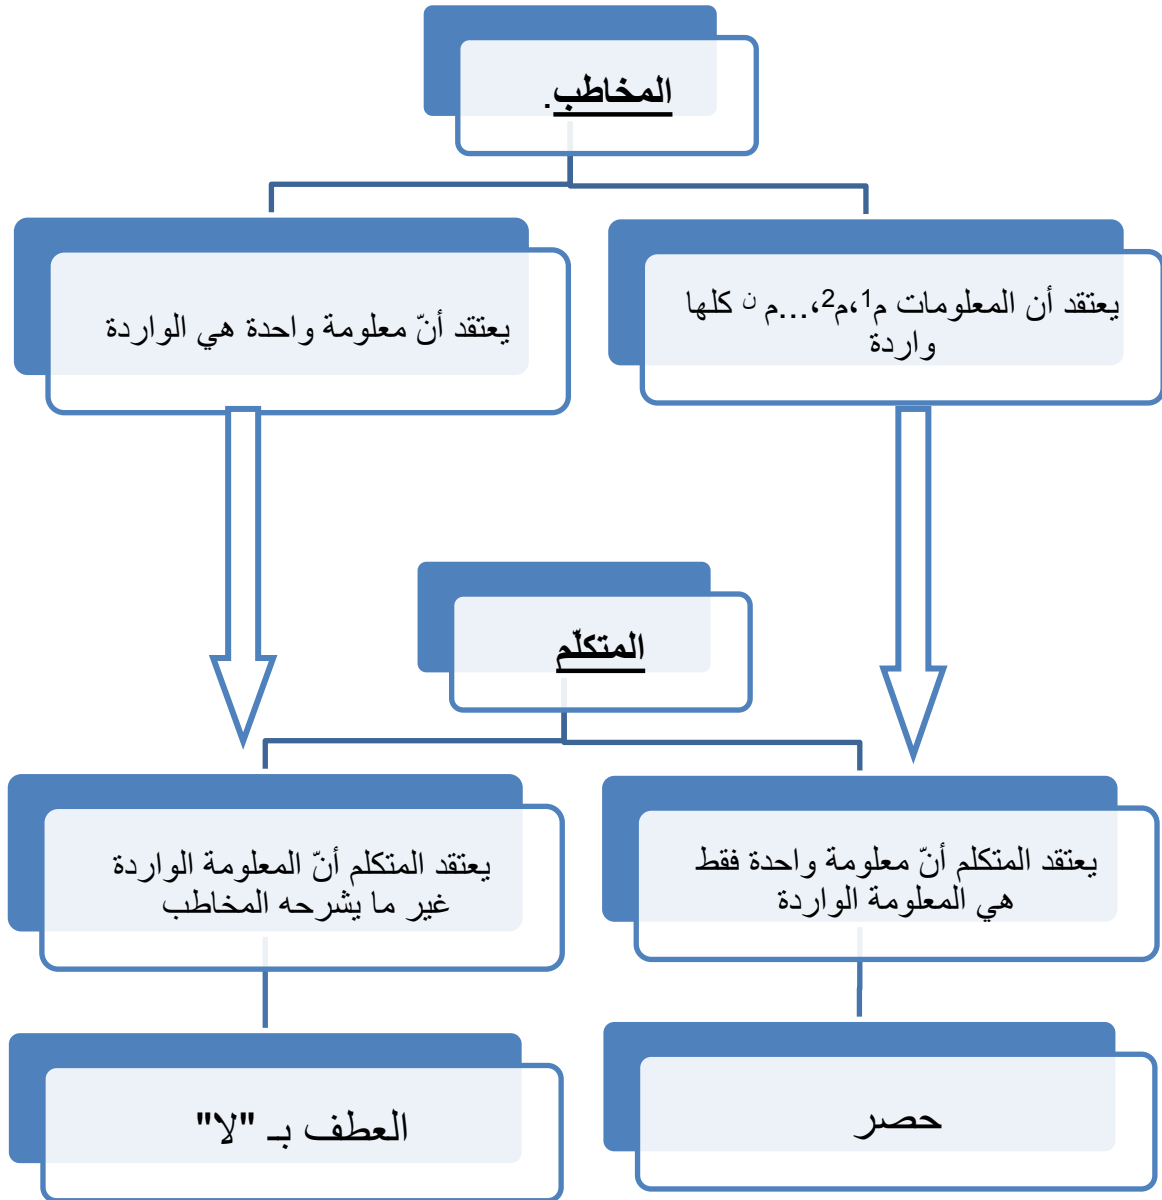 المخاطب.
يعتقد أن المعلومات م1،م2،...م ن كلها
واردة
يعتقد أنّ معلومة واحدة هي الواردة
المتكلّم
يعتقد المتكلم أنّ معلومة واحدة فقط
هي المعلومة الواردة
يعتقد المتكلم أنّ المعلومة الواردة
غير ما يشرحه المخاطب
حصر
العطف بـ "لا"